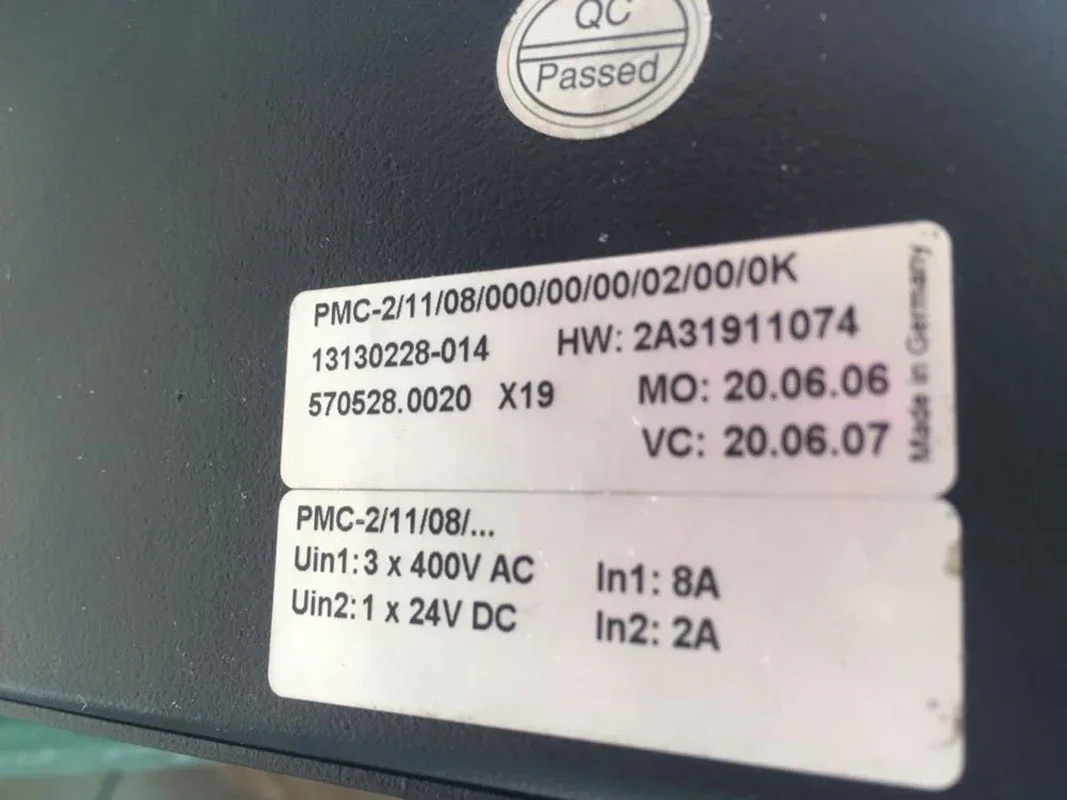 QC
Passed
PMC-2/11/08/000/00/00/02/00/0K
13130228-014 HW: 2A31911074
570528.0020 X19 MO: 20.06.06
VC: 20.06.07
Made in Germany
PMC-2/11/08/...
Uin1: 3 x 400V AC In1: 8A
Uin2: 1 x 24V DC In2: 2A